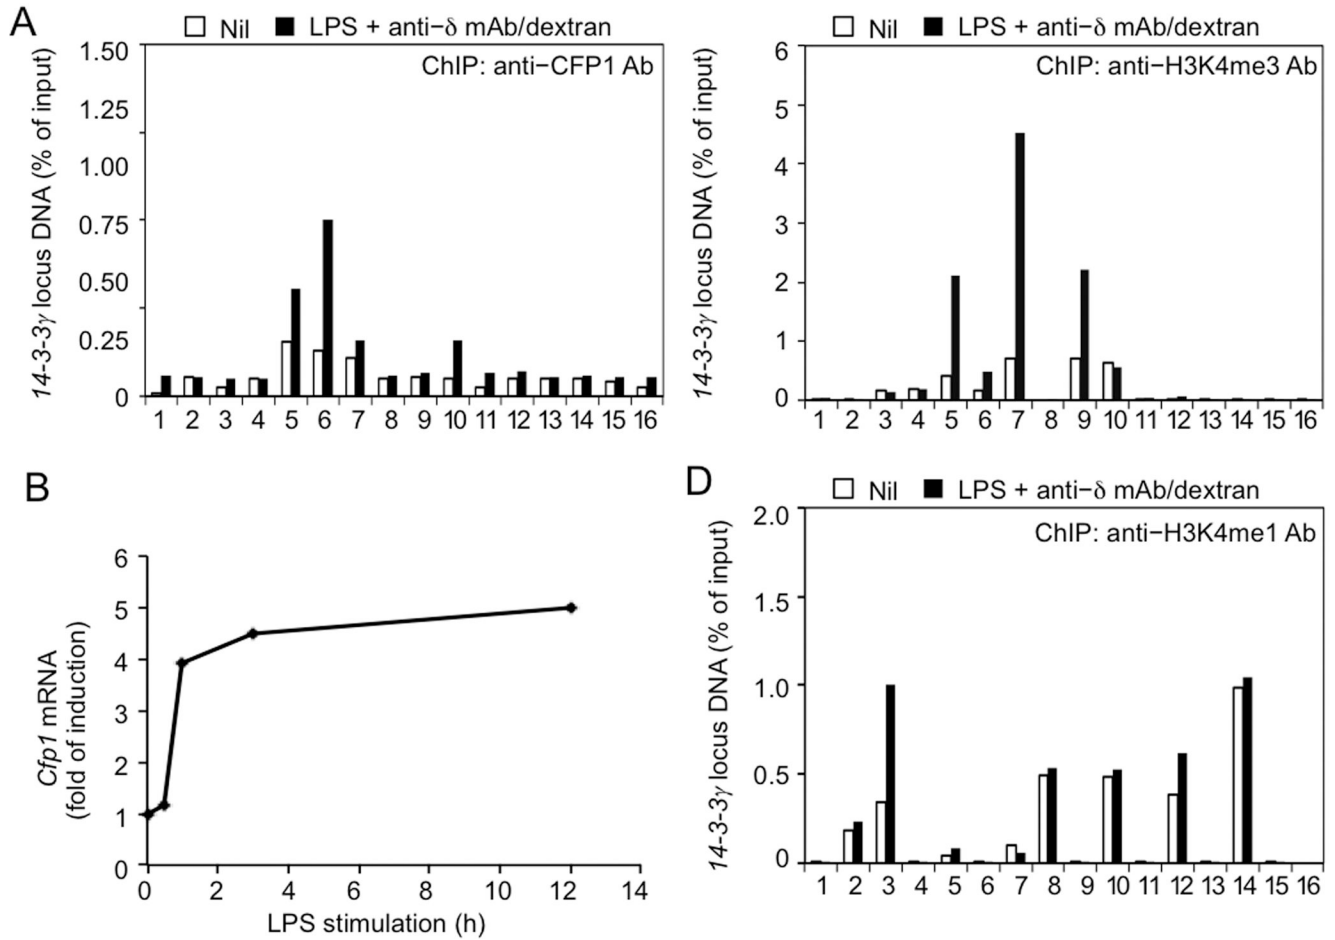 A
Nil LPS + anti−δ mAb/dextran
ChIP: anti−CFP1 Ab
14-3-3γ locus DNA (% of input)
1.50
1.25
1.00
0.75
0.50
0.25
0
1 2 3 4 5 6 7 8 9 10 11 12 13 14 15 16
Nil LPS + anti−δ mAb/dextran
ChIP: anti−H3K4me3 Ab
14-3-3γ locus DNA (% of input)
6
5
4
3
2
1
0
1 2 3 4 5 6 7 8 9 10 11 12 13 14 15 16
B
Cfp1 mRNA
(fold of induction)
6
5
4
3
2
1
0
0 2 4 6 8 10 12 14
LPS stimulation (h)
D
Nil LPS + anti−δ mAb/dextran
ChIP: anti−H3K4me1 Ab
14-3-3γ locus DNA (% of input)
2.0
1.5
1.0
0.5
0
1 2 3 4 5 6 7 8 9 10 11 12 13 14 15 16